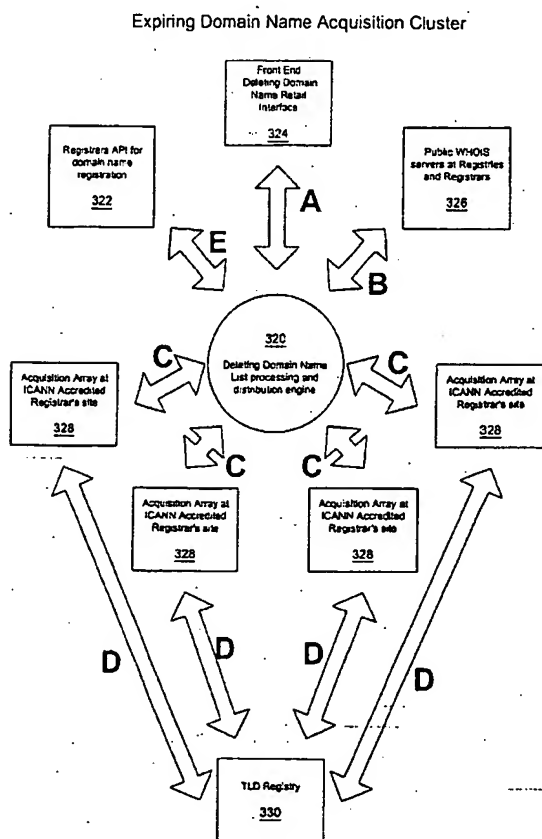 Expiring Domain Name Acquisition Cluster
Front End
Deleting Domain
Name Retail
Interface
324
Registrars API for
domain name
registration
322
Public WHOIS
servers at Registries
and Registrars
326
A
E
B
320
Deleting Domain Name
List processing and
distribution engine
C
C
Acquisition Array at
ICANN Accredited
Registrar's site
328
Acquisition Array at
ICANN Accredited
Registrar's site
328
C
C
Acquisition Array at
ICANN Accredited
Registrar's site
328
Acquisition Array at
ICANN Accredited
Registrar's site
328
D
D
D
D
TLD Registry
330